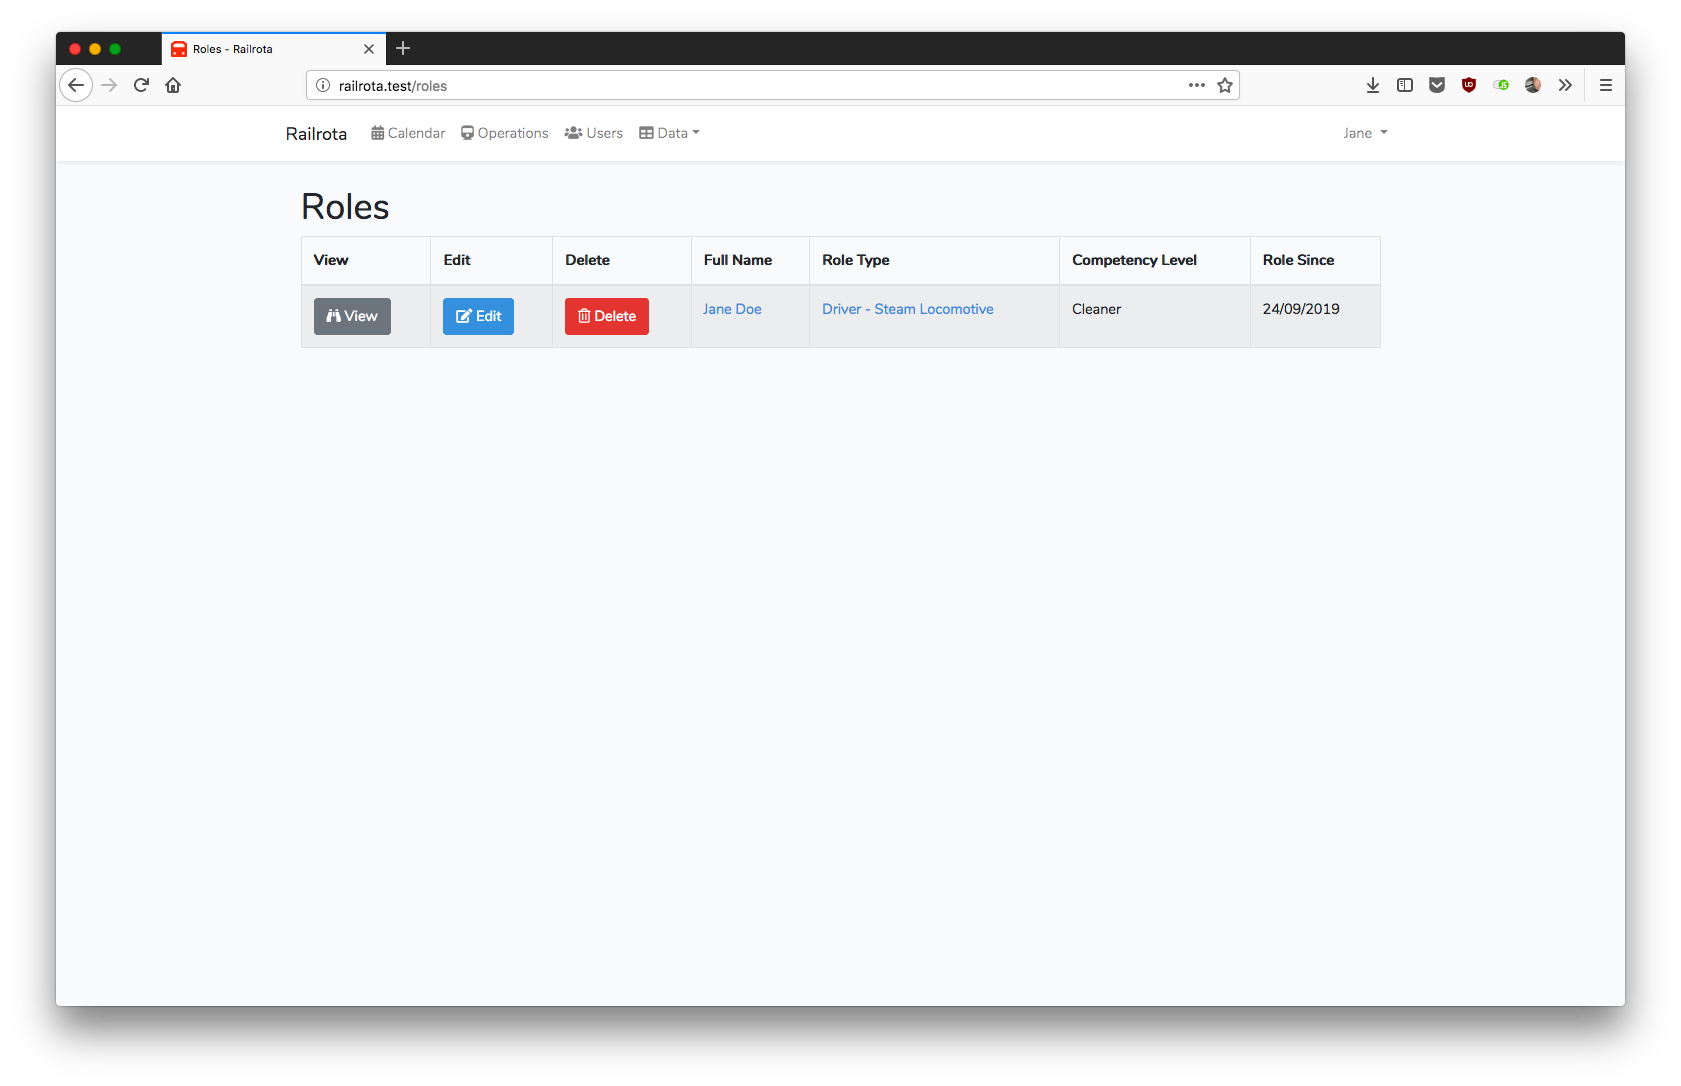 Roles - Railrota
railrota.test/roles
Railrota Calendar Operations Users Data Jane
Roles
View Edit Delete Full Name Role Type Competency Level Role Since
View Edit Delete Jane Doe Driver - Steam Locomotive Cleaner 24/09/2019